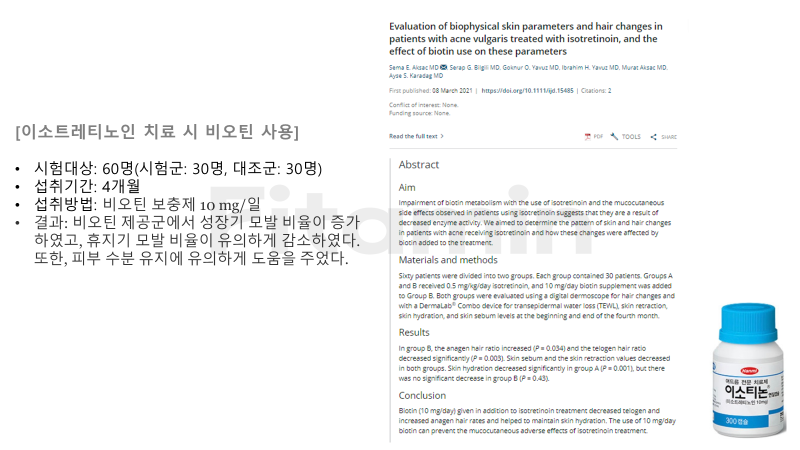 [이소트레티노인 치료 시 비오틴 사용]
• 시험대상: 60명(시험군: 30명, 대조군: 30명)
• 섭취기간: 4개월
• 섭취방법: 비오틴 보충제 10 mg/일
• 결과: 비오틴 제공군에서 성장기 모발 비율이 증가
하였고, 휴지기 모발 비율이 유의하게 감소하였다.
또한, 피부 수분 유지에 유의하게 도움을 주었다.
Evaluation of biophysical skin parameters and hair changes in
patients with acne vulgaris treated with isotretinoin, and the
effect of biotin use on these parameters
Sema E. Aksac MD, Serap G. Bilgili MD, Goknur O. Yavuz MD, Ibrahim H. Yavuz MD, Murat Aksac MD,
Ayse S. Karadag MD
First published: 08 March 2021 | https://doi.org/10.1111/ijd.15485 | Citations: 2
Conflict of interest: None.
Funding source: None.
Read the full text >
PDF TOOLS SHARE
Abstract
Aim
Impairment of biotin metabolism with the use of isotretinoin and the mucocutaneous
side effects observed in patients using isotretinoin suggests that they are a result of
decreased enzyme activity. We aimed to determine the pattern of skin and hair changes
in patients with acne receiving isotretinoin and how these changes were affected by
biotin added to the treatment.
Materials and methods
Sixty patients were divided into two groups. Each group contained 30 patients. Groups A
and B received 0.5 mg/kg/day isotretinoin, and 10 mg/day biotin supplement was added
to Group B. Both groups were evaluated using a digital dermoscope for hair changes and
with a DermaLab® Combo device for transepidermal water loss (TEWL), skin retraction,
skin hydration, and skin sebum levels at the beginning and end of the fourth month.
Results
In group B, the anagen hair ratio increased (P = 0.034) and the telogen hair ratio
decreased significantly (P = 0.003). Skin sebum and the skin retraction values decreased
in both groups. Skin hydration decreased significantly in group A (P = 0.001), but there
was no significant decrease in group B (P = 0.43).
Conclusion
Biotin (10 mg/day) given in addition to isotretinoin treatment decreased telogen and
increased anagen hair rates and helped to maintain skin hydration. The use of 10 mg/day
biotin can prevent the mucocutaneous adverse effects of isotretinoin treatment.
여드름 전문 치료제
이소티논
(이소트레티노인 10mg)
300캡슐